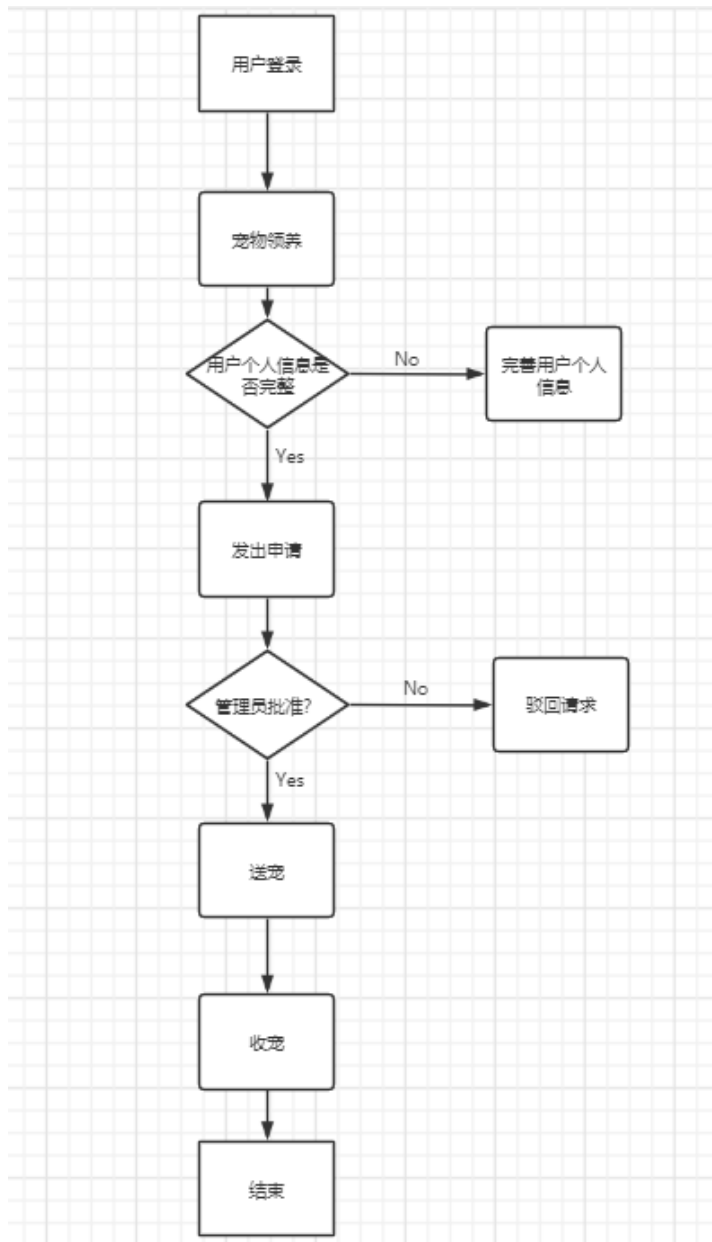 用户登录
宠物领养
用户个人信息是
否完整
No
完善用户个人
信息
Yes
发出申请
管理员批准?
No
驳回请求
Yes
送宠
收宠
结束